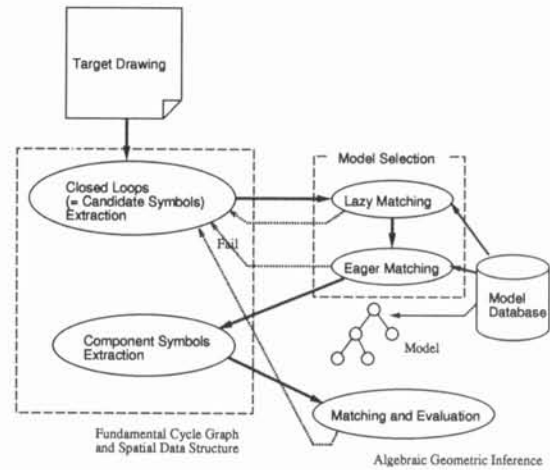 Target Drawing
Model Selection
Closed Loops
(= Candidate Symbols)
Extraction
Lazy Matching
Fail
Eager Matching
Model
Database
Model
Component Symbols
Extraction
Matching and Evaluation
Fundamental Cycle Graph
and Spatial Data Structure
Algebraic Geometric Inference